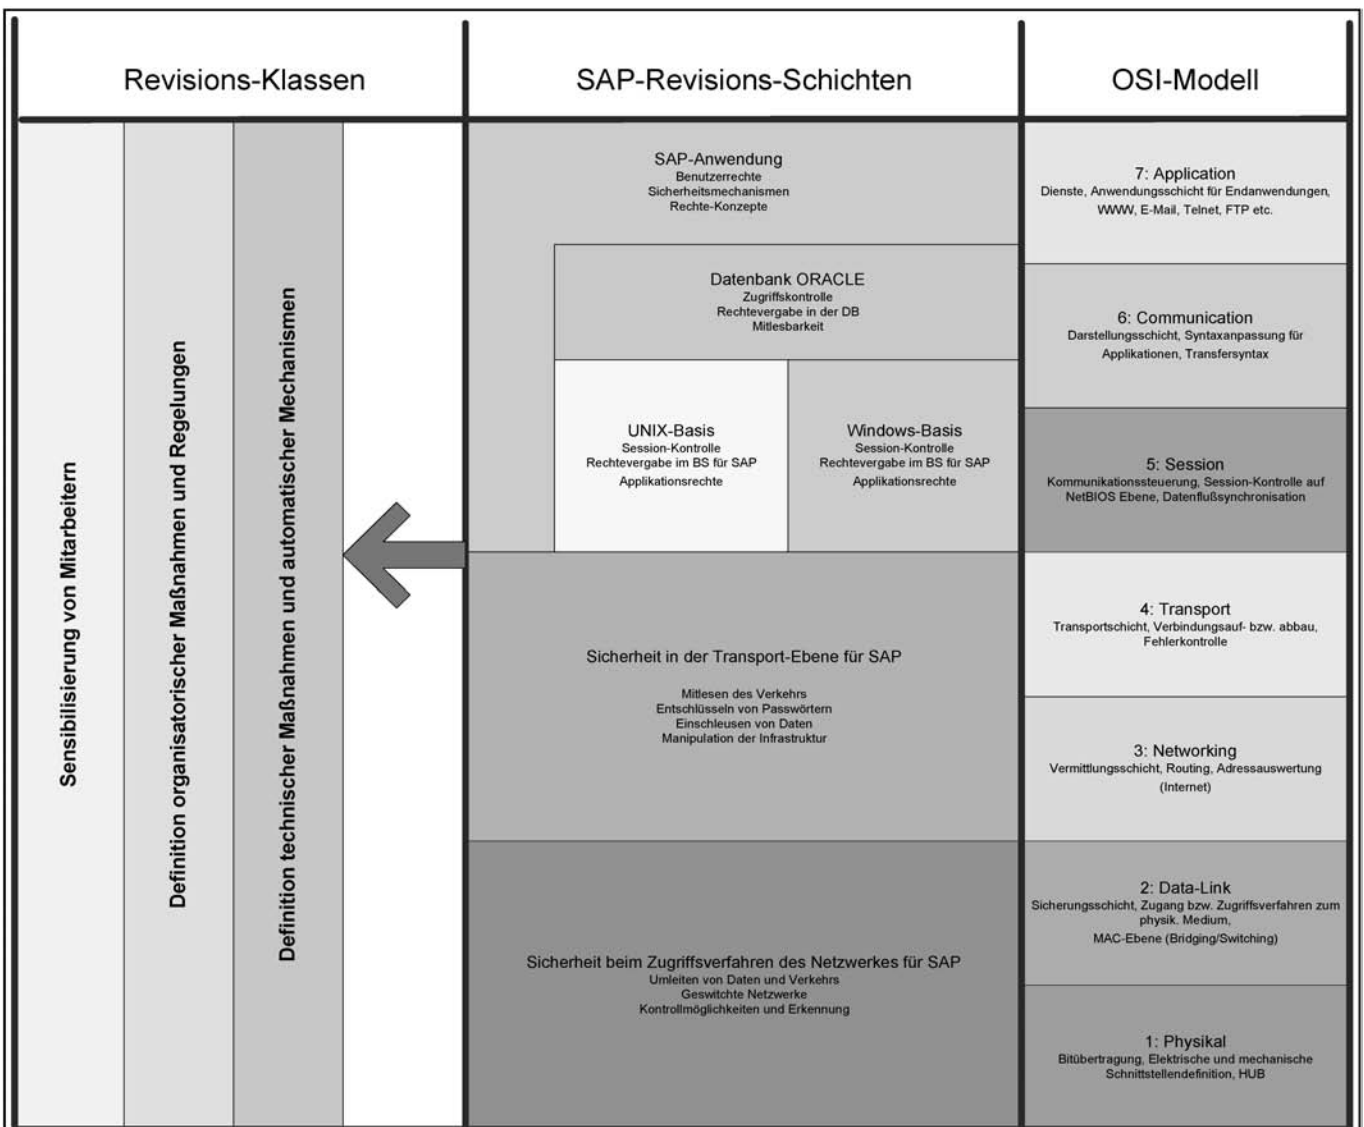 Revisions-Klassen
SAP-Revisions-Schichten
OSI-Modell
Sensibilisierung von Mitarbeitern
Definition organisatorischer Maßnahmen und Regelungen
Definition technischer Maßnahmen und automatischer Mechanismen
SAP-Anwendung
Benutzerrechte
Sicherheitsmechanismen
Rechte-Konzepte
Datenbank ORACLE
Zugriffskontrolle
Rechtevergabe in der DB
Mitlesbarkeit
UNIX-Basis
Session-Kontrolle
Rechtevergabe im BS für SAP
Applikationsrechte
Windows-Basis
Session-Kontrolle
Rechtevergabe im BS für SAP
Applikationsrechte
Sicherheit in der Transport-Ebene für SAP
Mitlesen des Verkehrs
Entschlüsseln von Passwörtern
Einschleusen von Daten
Manipulation der Infrastruktur
Sicherheit beim Zugriffsverfahren des Netzwerkes für SAP
Umleiten von Daten und Verkehrs
Geswitchte Netzwerke
Kontrollmöglichkeiten und Erkennung
7: Application
Dienste, Anwendungsschicht für Endanwendungen,
WWW, E-Mail, Telnet, FTP etc.
6: Communication
Darstellungsschicht, Syntaxanpassung für
Applikationen, Transfersyntax
5: Session
Kommunikationssteuerung, Session-Kontrolle auf
NetBIOS Ebene, Datenflußsynchronisation
4: Transport
Transportschicht, Verbindungsauf- bzw. abbau,
Fehlerkontrolle
3: Networking
Vermittlungsschicht, Routing, Adressauswertung
(Internet)
2: Data-Link
Sicherungsschicht, Zugang bzw. Zugriffsverfahren zum
physik. Medium,
MAC-Ebene (Bridging/Switching)
1: Physikal
Bitübertragung, Elektrische und mechanische
Schnittstellendefinition, HUB